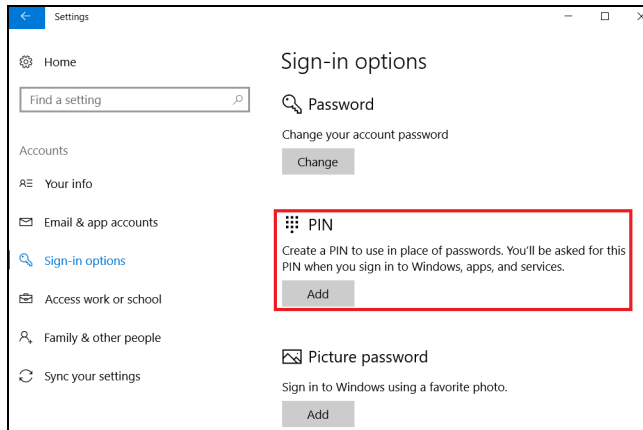 Settings
Home
Find a setting
Accounts
Your info
Email & app accounts
Sign-in options
Access work or school
Family & other people
Sync your settings
Sign-in options
Password
Change your account password
Change
PIN
Create a PIN to use in place of passwords. You'll be asked for this
PIN when you sign in to Windows, apps, and services.
Add
Picture password
Sign in to Windows using a favorite photo.
Add